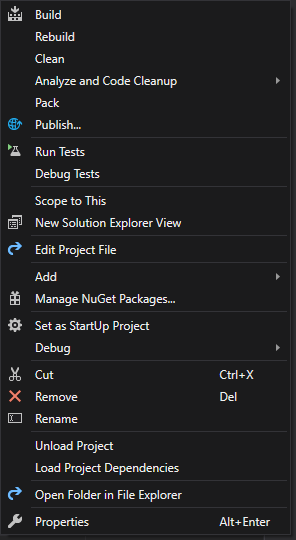 Build
Rebuild
Clean
Analyze and Code Cleanup
Pack
Publish...
Run Tests
Debug Tests
Scope to This
New Solution Explorer View
Edit Project File
Add
Manage NuGet Packages...
Set as StartUp Project
Debug
Cut Ctrl+X
Remove Del
Rename
Unload Project
Load Project Dependencies
Open Folder in File Explorer
Properties Alt+Enter